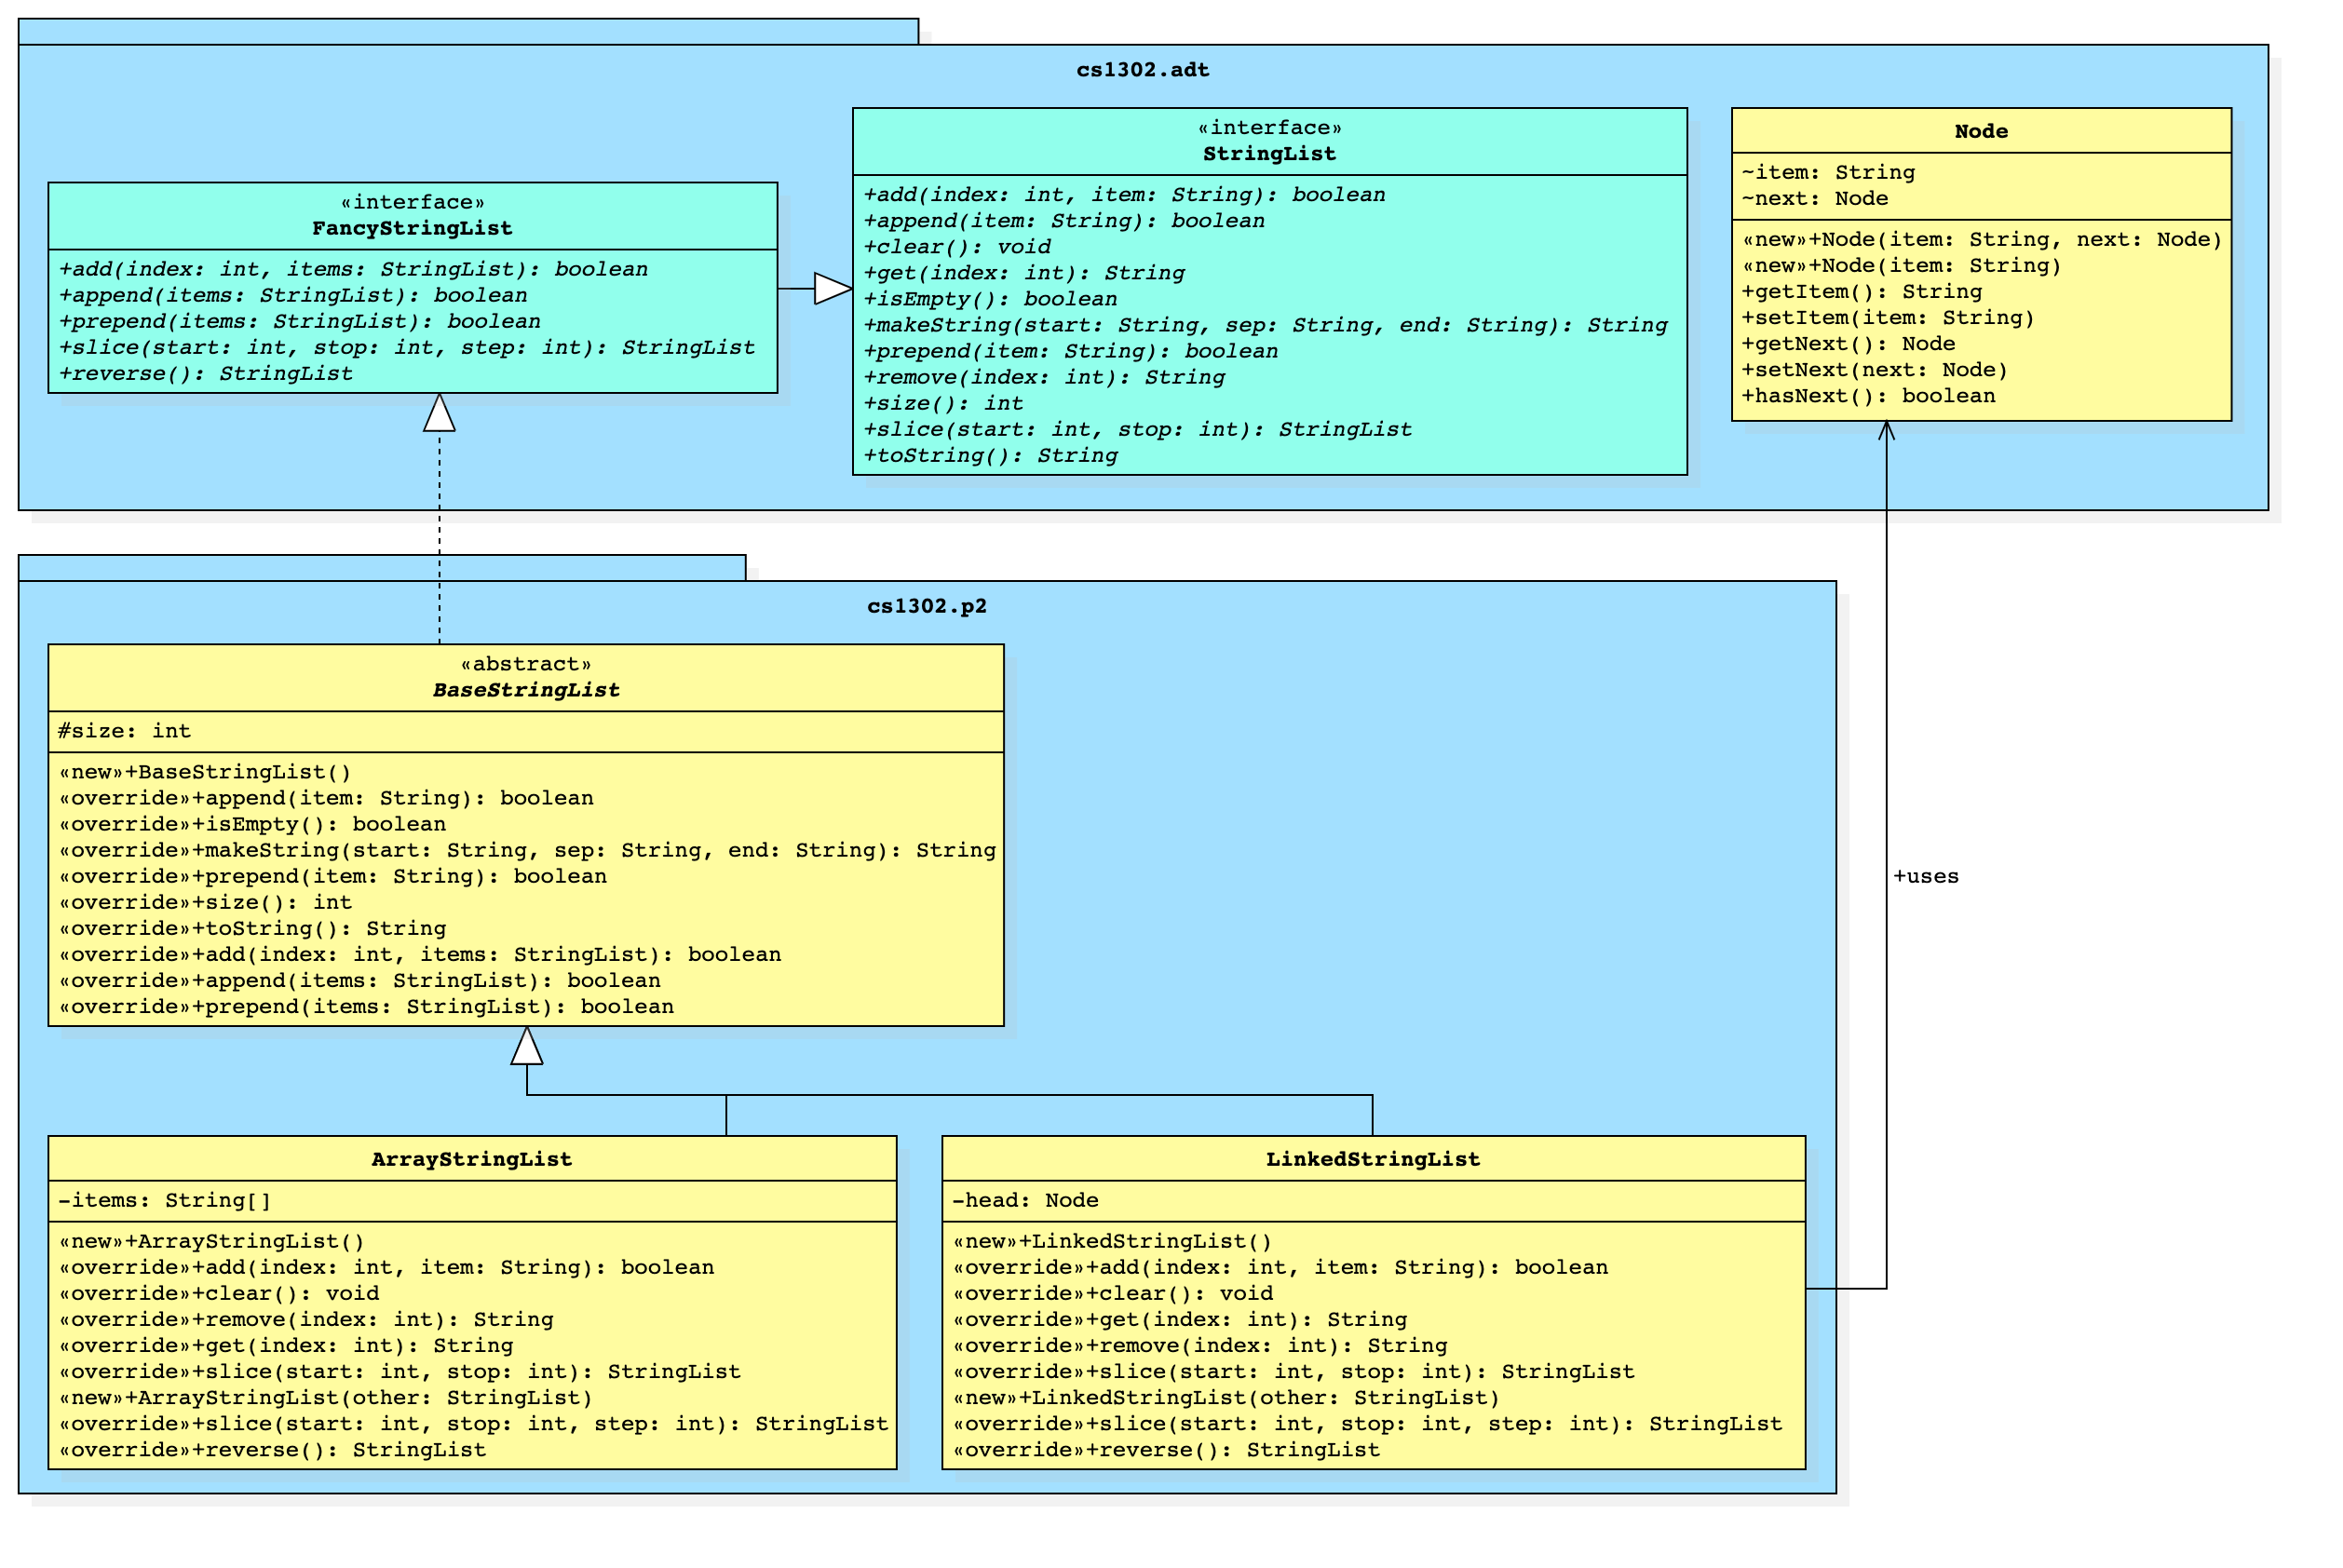 cs1302.adt
«interface»
FancyStringList
+add(index: int, items: StringList): boolean
+append(items: StringList): boolean
+prepend(items: StringList): boolean
+slice(start: int, stop: int, step: int): StringList
+reverse(): StringList
«interface»
StringList
+add(index: int, item: String): boolean
+append(item: String): boolean
+clear(): void
+get(index: int): String
+isEmpty(): boolean
+makeString(start: String, sep: String, end: String): String
+prepend(item: String): boolean
+remove(index: int): String
+size(): int
+slice(start: int, stop: int): StringList
+toString(): String
Node
~item: String
~next: Node
«new»+Node(item: String, next: Node)
«new»+Node(item: String)
+getItem(): String
+setItem(item: String)
+getNext(): Node
+setNext(next: Node)
+hasNext(): boolean
cs1302.p2
«abstract»
BaseStringList
#size: int
«new»+BaseStringList()
«override»+append(item: String): boolean
«override»+isEmpty(): boolean
«override»+makeString(start: String, sep: String, end: String): String
«override»+prepend(item: String): boolean
«override»+size(): int
«override»+toString(): String
«override»+add(index: int, items: StringList): boolean
«override»+append(items: StringList): boolean
«override»+prepend(items: StringList): boolean
+uses
ArrayStringList
-items: String[]
«new»+ArrayStringList()
«override»+add(index: int, item: String): boolean
«override»+clear(): void
«override»+remove(index: int): String
«override»+get(index: int): String
«override»+slice(start: int, stop: int): StringList
«new»+ArrayStringList(other: StringList)
«override»+slice(start: int, stop: int, step: int): StringList
«override»+reverse(): StringList
LinkedStringList
-head: Node
«new»+LinkedStringList()
«override»+add(index: int, item: String): boolean
«override»+clear(): void
«override»+get(index: int): String
«override»+remove(index: int): String
«override»+slice(start: int, stop: int): StringList
«new»+LinkedStringList(other: StringList)
«override»+slice(start: int, stop: int, step: int): StringList
«override»+reverse(): StringList